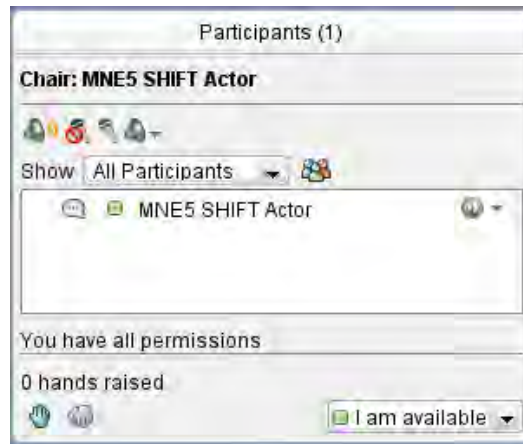 Participants (1)
Chair: MNE5 SHIFT Actor
Show All Participants
MNE5 SHIFT Actor
You have all permissions
0 hands raised
I am available